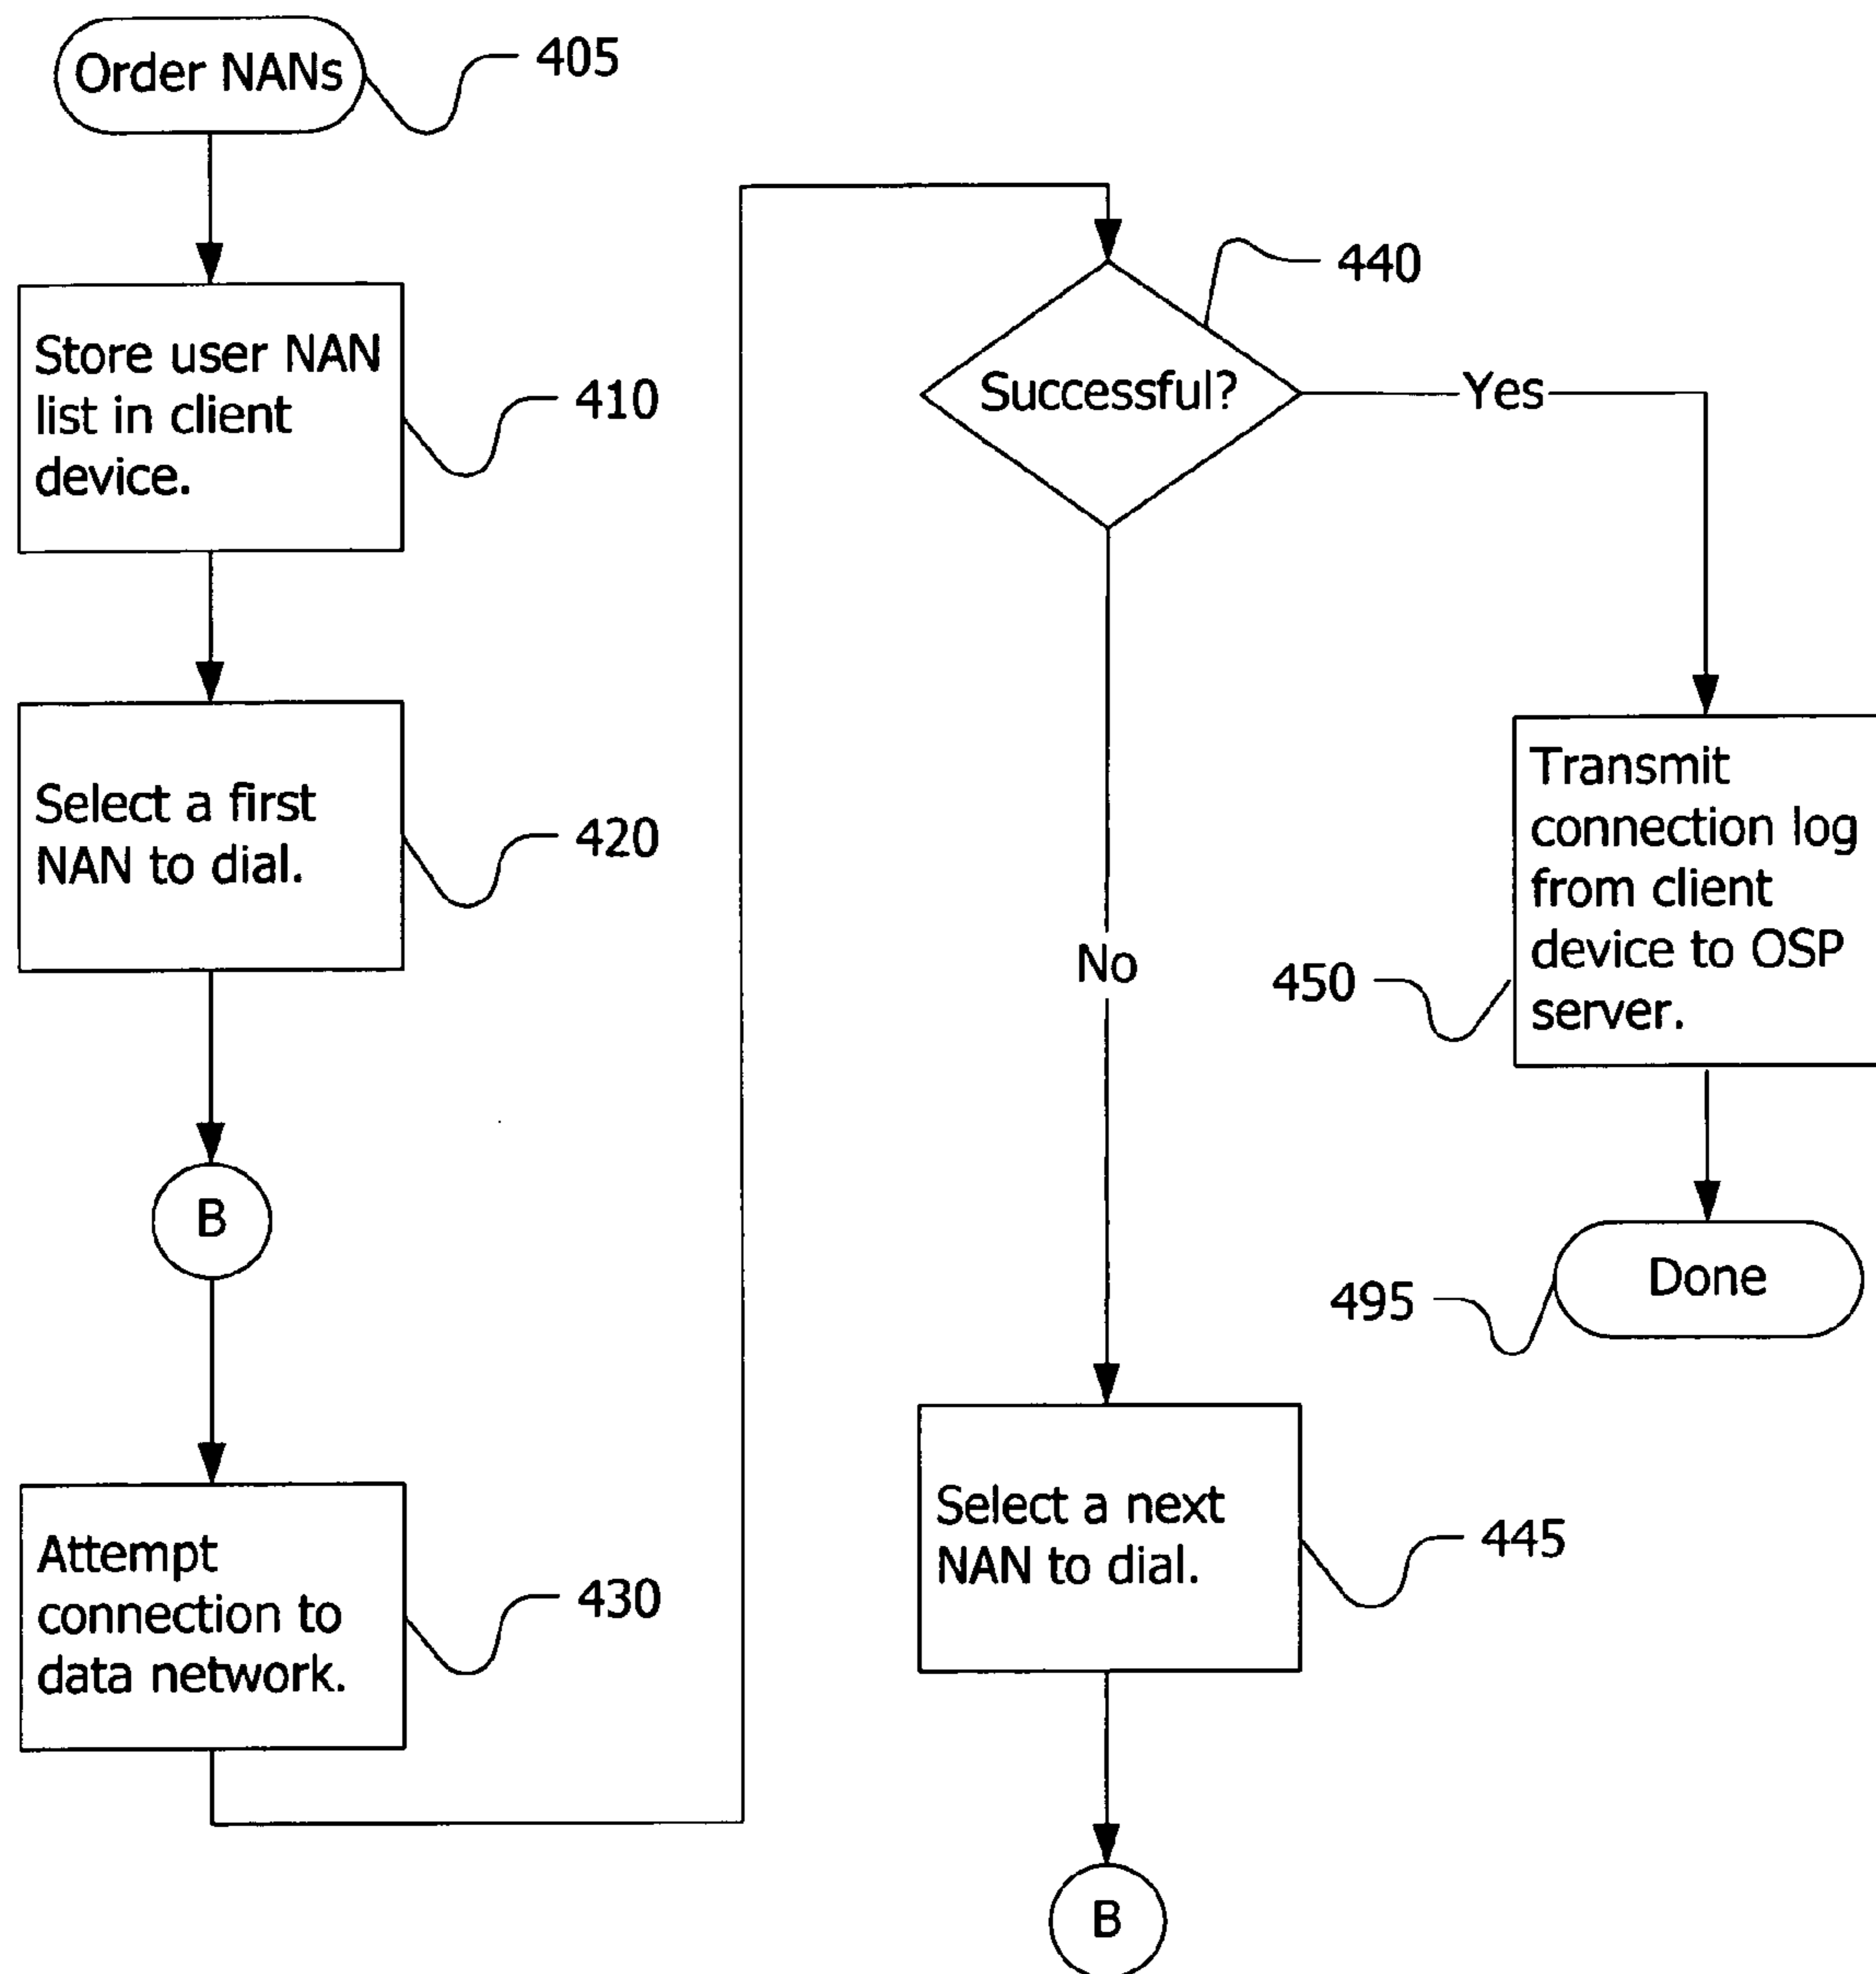 Order NANs
405
Store user NAN
list in client
device.
410
Select a first
NAN to dial.
420
B
Attempt
connection to
data network.
430
Successful?
440
Yes
No
Transmit
connection log
from client
device to OSP
server.
450
Done
495
Select a next
NAN to dial.
445
B